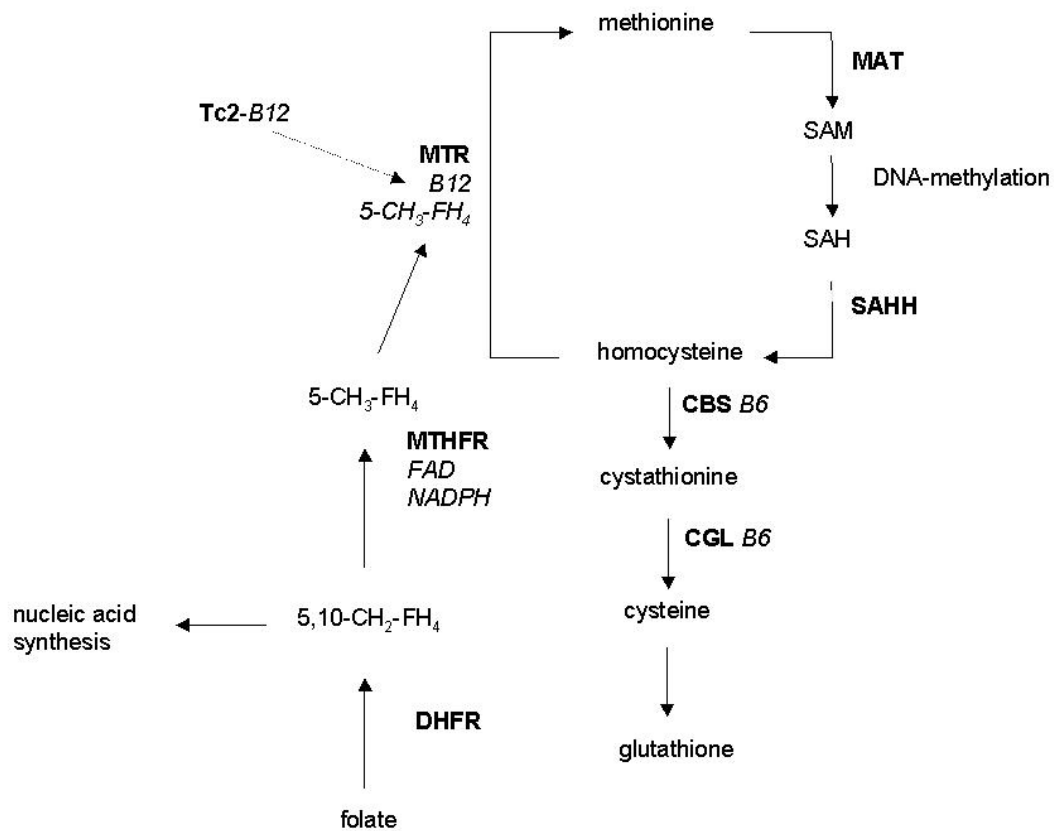 methionine
MAT
Tc2-B12
SAM
MTR
B12
5-CH₃-FH₄
DNA-methylation
SAH
SAHH
homocysteine
5-CH₃-FH₄
CBS B6
MTHFR
FAD
NADPH
cystathionine
CGL B6
nucleic acid
synthesis
5,10-CH₂-FH₄
cysteine
DHFR
glutathione
folate